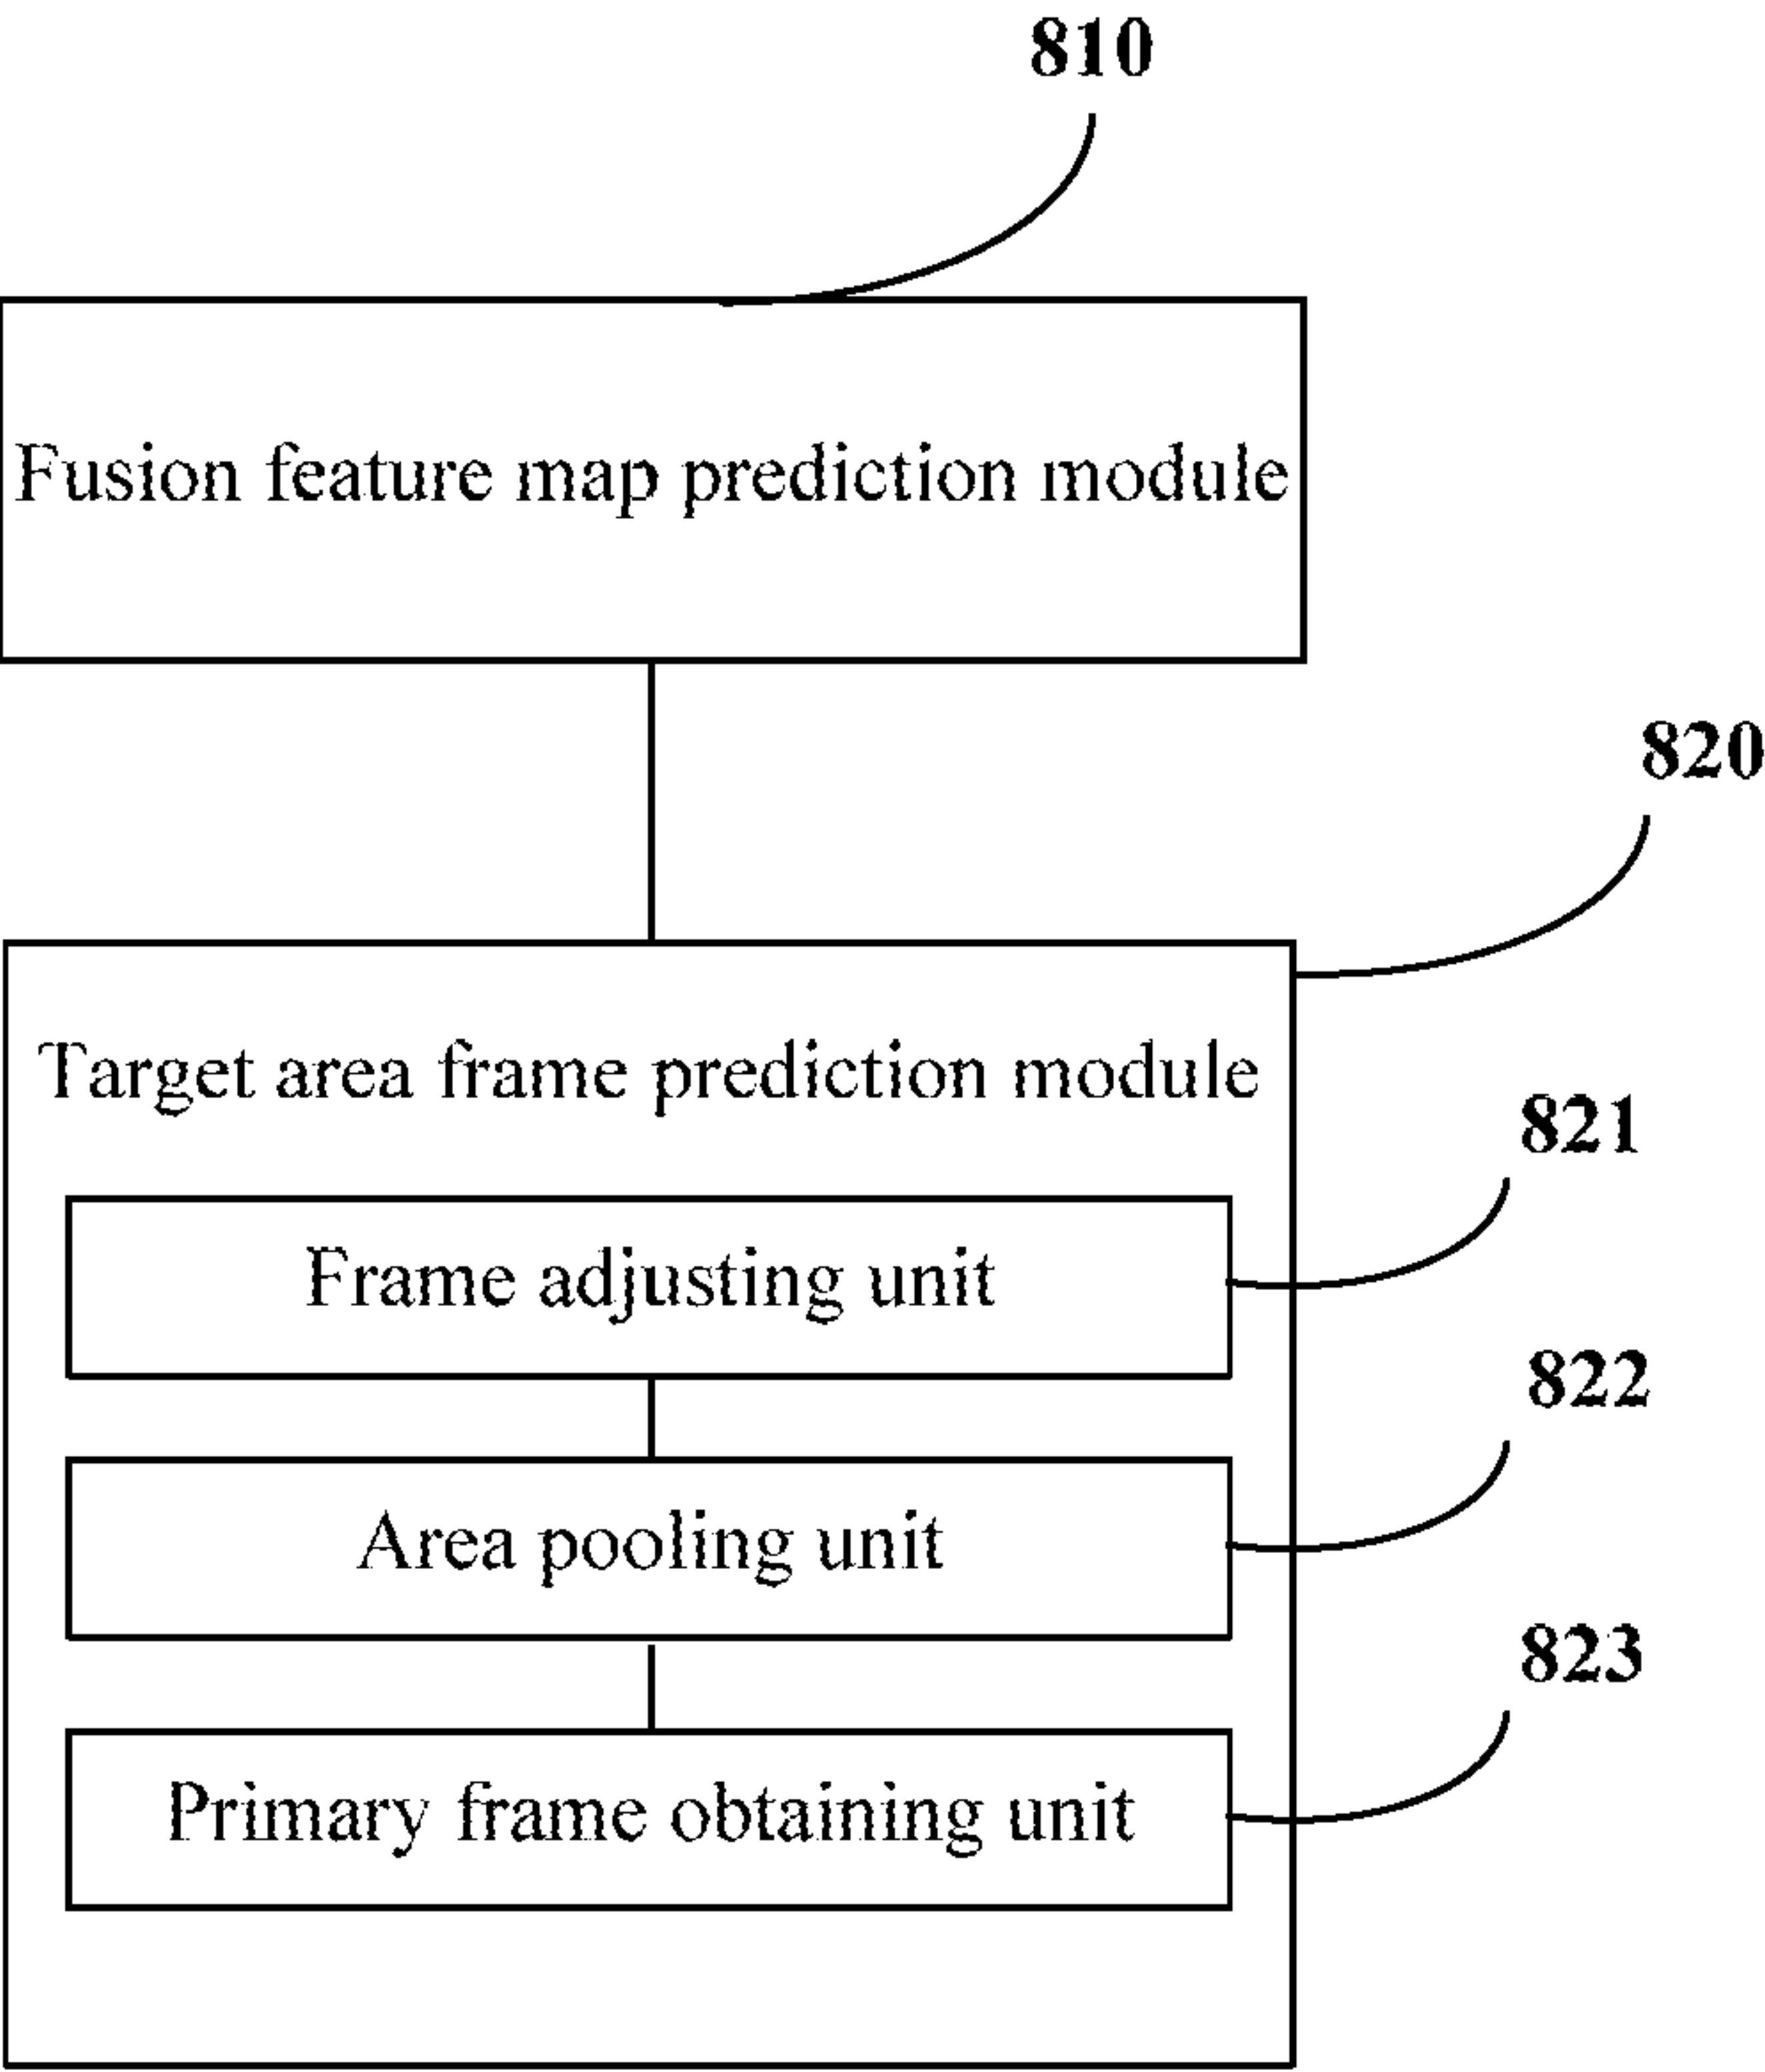 810
Fusion feature map prediction module
820
Target area frame prediction module
821
Frame adjusting unit
822
Area pooling unit
823
Primary frame obtaining unit